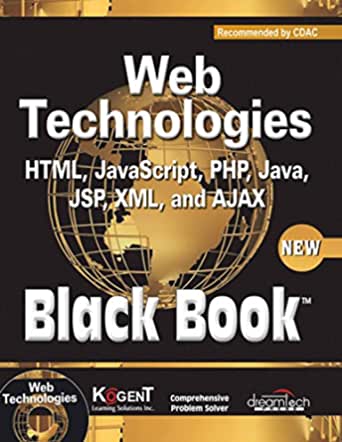 Recommended by CDAC
Web
Technologies
HTML, JavaScript, PHP, Java,
JSP, XML, and AJAX
NEW
Black Book™
Web
Technologies
KOGENT
Learning Solutions Inc.
Comprehensive
Problem Solver
dreamtech
PRESS